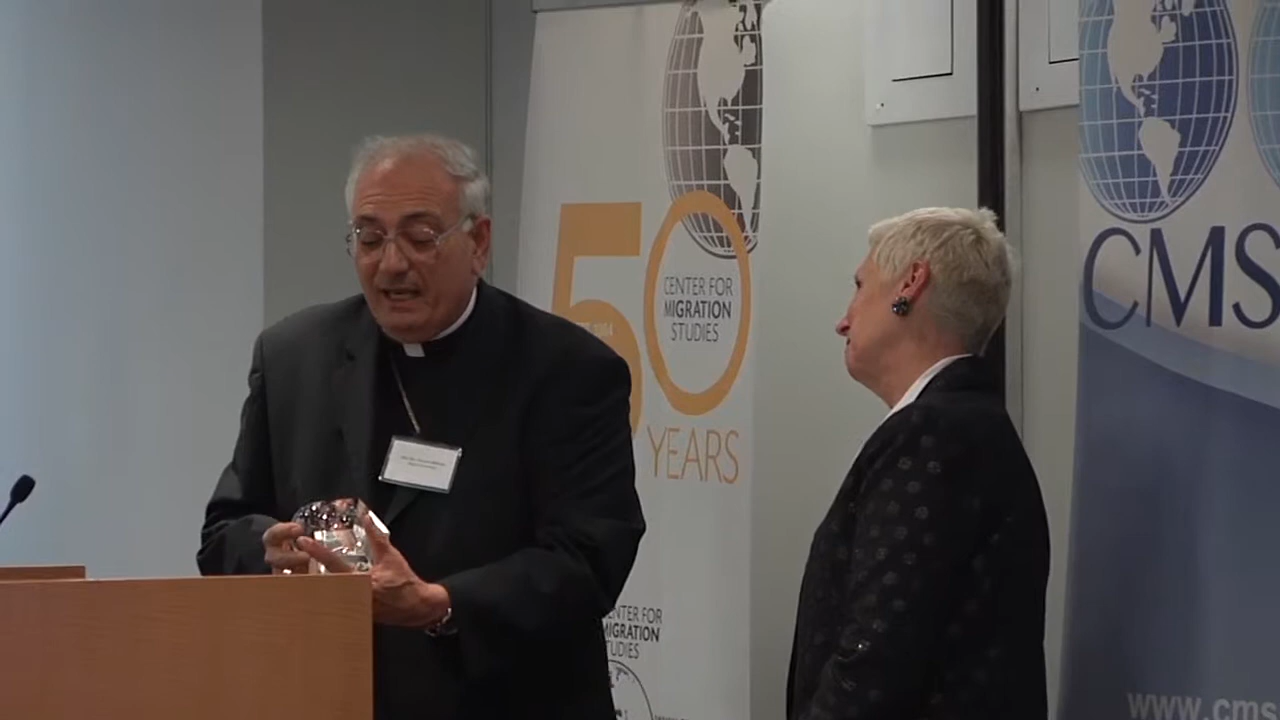 50
CENTER FOR
MIGRATION
STUDIES
YEARS
CENTER FOR
MIGRATION
STUDIES
CMS
www.cms